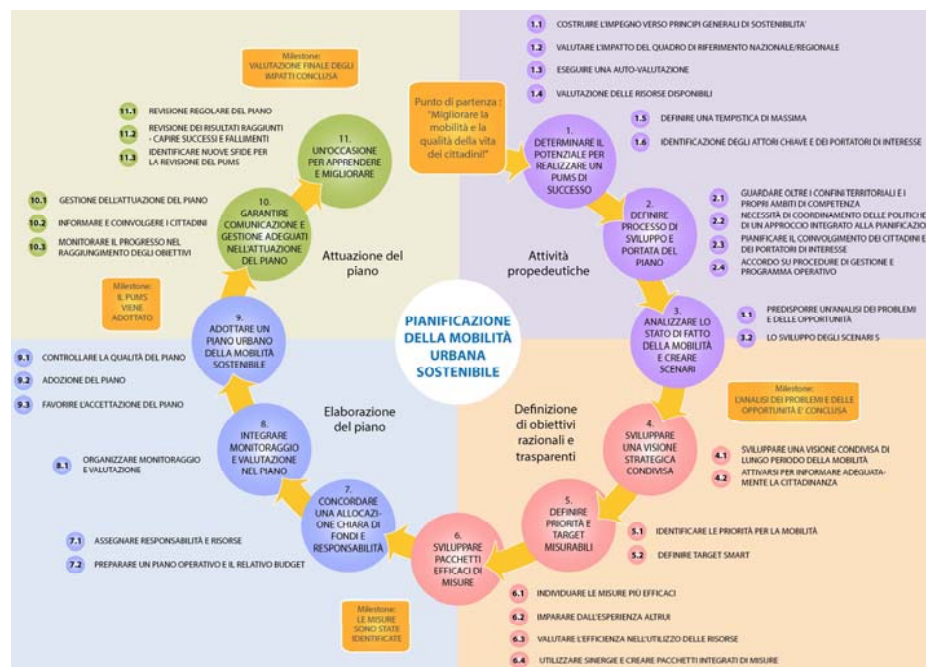 1.1 COSTRUIRE L'IMPEGNO VERSO PRINCIPI GENERALI DI SOSTENIBILITA'
1.2 VALUTARE L'IMPATTO DEL QUADRO DI RIFERIMENTO NAZIONALE/REGIONALE
1.3 ESEGUIRE UNA AUTO-VALUTAZIONE
1.4 VALUTAZIONE DELLE RISORSE DISPONIBILI
1.5 DEFINIRE UNA TEMPISTICA DI MASSIMA
1.6 IDENTIFICAZIONE DEGLI ATTORI CHIAVE E DEI PORTATORI DI INTERESSE
Punto di partenza :
"Migliorare la
mobilità e la
qualità della vita
dei cittadini!"
1.
DETERMINARE IL
POTENZIALE PER
REALIZZARE UN
PUMS DI
SUCCESSO
2.
DEFINIRE
PROCESSO DI
SVILUPPO E
PORTATA DEL
PIANO
2.1 GUARDARE OLTRE I CONFINI TERRITORIALI E I
PROPRI AMBITI DI COMPETENZA
2.2 NECESSITÀ DI COORDINAMENTO DELLE POLITICI E
DI UN APPROCCIO INTEGRATO ALLA PIANIFICAZIO
2.3 PIANIFICARE IL COINVOLGIMENTO DEI CITTADINI E
DEI PORTATORI DI INTERESSE
2.4 ACCORDO SU PROCEDURE DI GESTIONE E
PROGRAMMA OPERATIVO
Attività
propedeutiche
3.
ANALIZZARE LO
STATO DI FATTO
DELLA MOBILITÀ
E CREARE
SCENARI
3.1 PREDISPORRE UN'ANALISI DEI PROBLEMI
E DELLE OPPORTUNITÀ
3.2 LO SVILUPPO DEGLI SCENARI S
Milestone:
L'ANALISI DEI PROBLEMI E DELLE
OPPORTUNITÀ E' CONCLUSA
Definizione
di obiettivi
razionali e
trasparenti
4.
SVILUPPARE
UNA VISIONE
STRATEGICA
CONDIVISA
4.1 SVILUPPARE UNA VISIONE CONDIVISA DI
LUNGO PERIODO DELLA MOBILITÀ
4.2 ATTIVARSI PER INFORMARE ADEGUATA-
MENTE LA CITTADINANZA
5.
DEFINIRE
PRIORITÀ E
TARGET
MISURABILI
5.1 IDENTIFICARE LE PRIORITÀ PER LA MOBILITÀ
5.2 DEFINIRE TARGET SMART
6.
SVILUPPARE
PACCHETTI
EFFICACI DI
MISURE
6.1 INDIVIDUARE LE MISURE PIÙ EFFICACI
6.2 IMPARARE DALL'ESPERIENZA ALTRUI
6.3 VALUTARE L'EFFICIENZA NELL'UTILIZZO DELLE RISORSE
6.4 UTILIZZARE SINERGIE E CREARE PACCHETTI INTEGRATI DI MISURE
Milestone:
LE MISURE
SONO STATE
IDENTIFICATE
7.
CONCORDARE
UNA ALLOCAZI-
ONE CHIARA DI
FONDI E
RESPONSABILITÀ
7.1 ASSEGNARE RESPONSABILITÀ E RISORSE
7.2 PREPARARE UN PIANO OPERATIVO E IL RELATIVO BUDGET
Elaborazione
del piano
8.
INTEGRARE
MONITORAGGIO
E VALUTAZIONE
NEL PIANO
8.1 ORGANIZZARE MONITORAGGIO
E VALUTAZIONE
9.
ADOTTARE UN
PIANO URBANO
DELLA MOBILITÀ
SOSTENIBILE
9.1 CONTROLLARE LA QUALITÀ DEL PIANO
9.2 ADOZIONE DEL PIANO
9.3 FAVORIRE L'ACCETTAZIONE DEL PIANO
Milestone:
IL PUMS
VIENE
ADOTTATO
10.
GARANTIRE
COMUNICAZIONE E
GESTIONE ADEGUATI
NELL'ATTUAZIONE
DEL PIANO
10.1 GESTIONE DELL'ATTUAZIONE DEL PIANO
10.2 INFORMARE E COINVOLGERE I CITTADINI
10.3 MONITORARE IL PROGRESSO NEL
RAGGIUNGIMENTO DEGLI OBIETTIVI
Attuazione del
piano
11.
UN'OCCASIONE
PER APPRENDERE
E MIGLIORARE
11.1 REVISIONE REGOLARE DEL PIANO
11.2 REVISIONE DEI RISULTATI RAGGIUNTI
- CAPIRE SUCCESSI E FALLIMENTI
11.3 IDENTIFICARE NUOVE SFIDE PER
LA REVISIONE DEL PUMS
Milestone:
VALUTAZIONE FINALE DEGLI
IMPATTI CONCLUSA
PIANIFICAZIONE
DELLA MOBILITÀ
URBANA
SOSTENIBILE